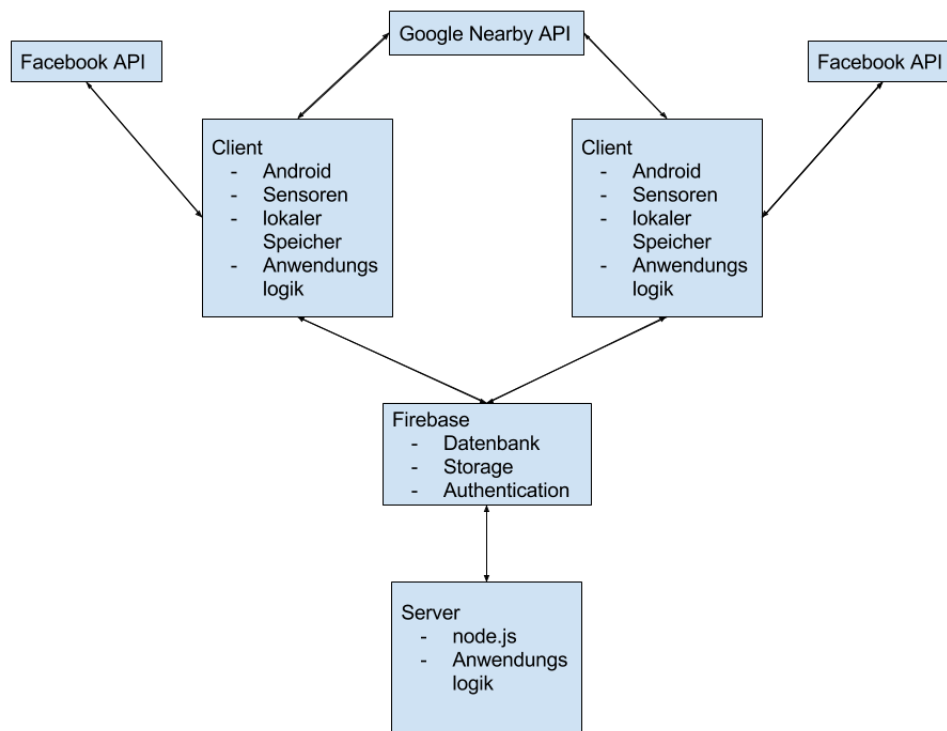 Google Nearby API
Facebook API
Facebook API
Client
- Android
- Sensoren
- lokaler
Speicher
- Anwendungs
logik
Client
- Android
- Sensoren
- lokaler
Speicher
- Anwendungs
logik
Firebase
- Datenbank
- Storage
- Authentication
Server
- node.js
- Anwendungs
logik